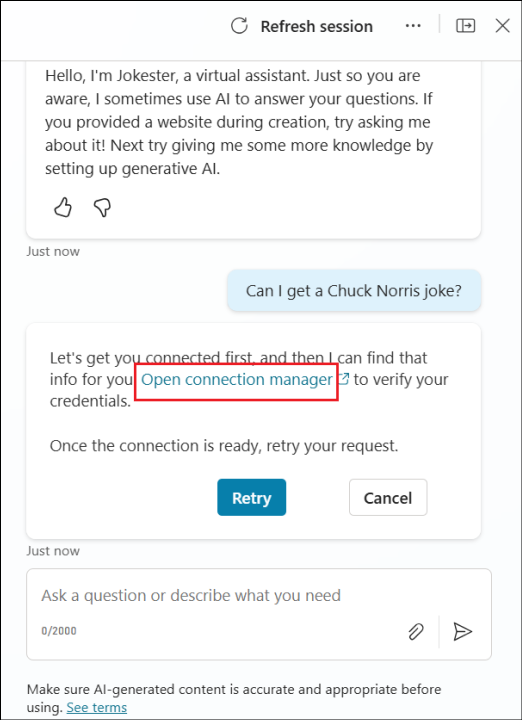 Refresh session
Hello, I'm Jokester, a virtual assistant. Just so you are
aware, I sometimes use AI to answer your questions. If
you provided a website during creation, try asking me
about it! Next try giving me some more knowledge by
setting up generative AI.
Just now
Can I get a Chuck Norris joke?
Let's get you connected first, and then I can find that
info for you. Open connection manager to verify your
credentials.
Once the connection is ready, retry your request.
Retry Cancel
Just now
Ask a question or describe what you need
0/2000
Make sure AI-generated content is accurate and appropriate before
using. See terms